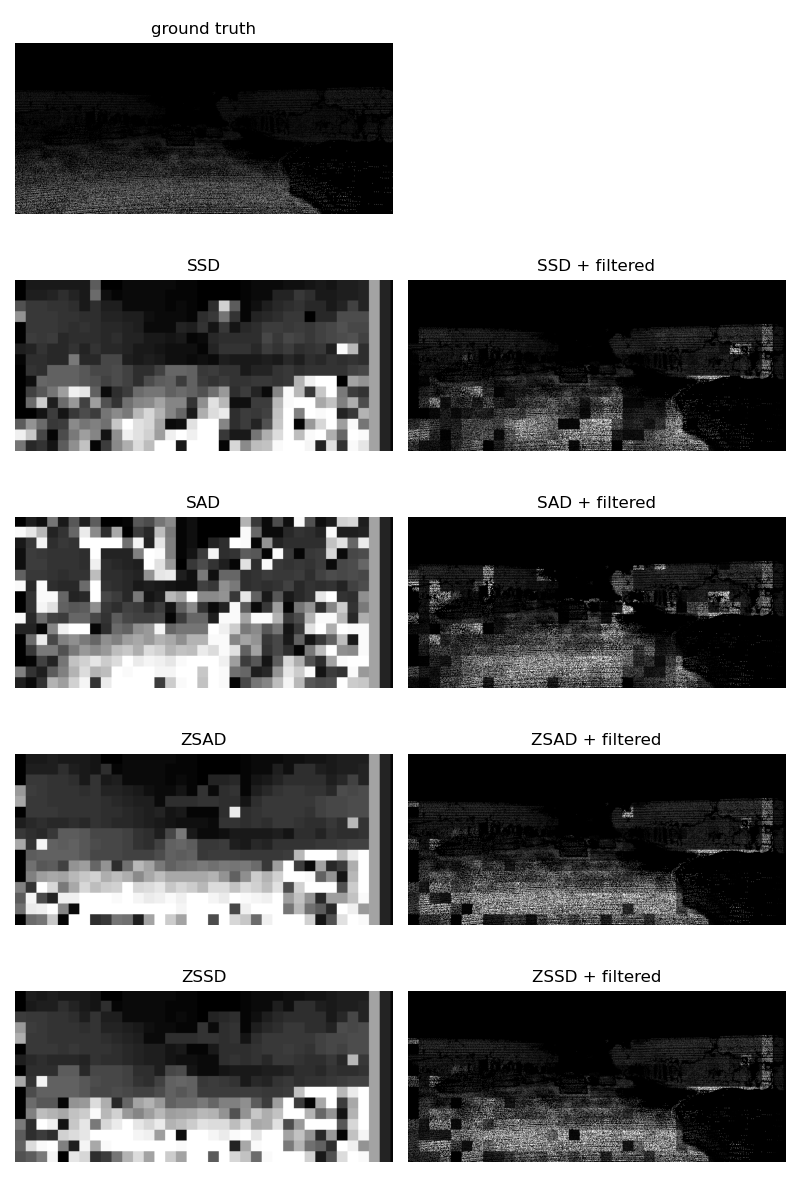 ground truth
SSD
SSD + filtered
SAD
SAD + filtered
ZSAD
ZSAD + filtered
ZSSD
ZSSD + filtered